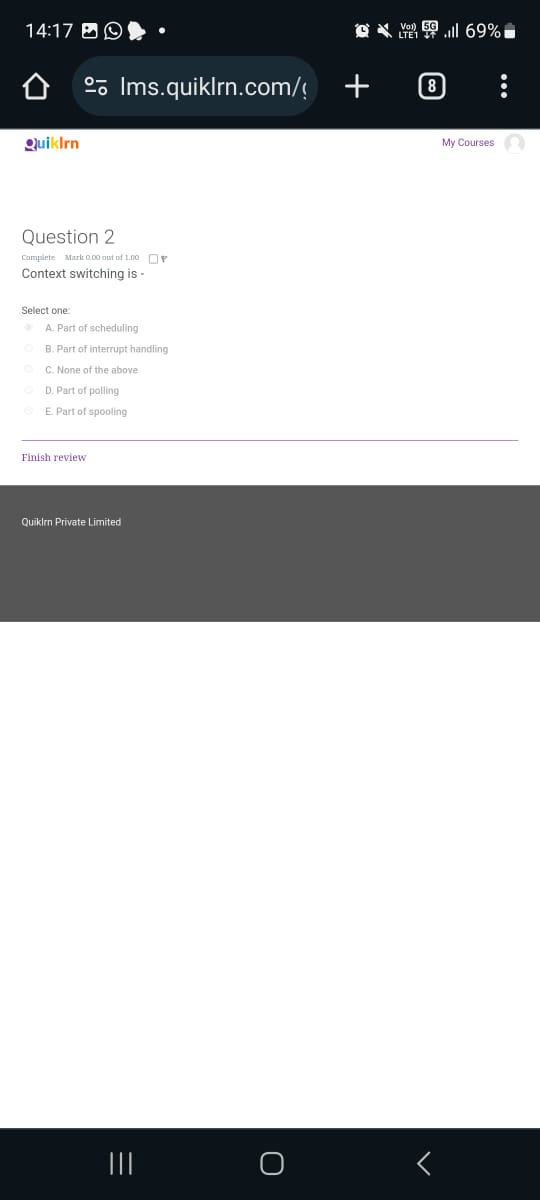 14:17
Vo)) LTE1 5G 69%
lms.quiklrn.com/
8
Quiklrn
My Courses
Question 2
Complete Mark 0.00 out of 1.00
Context switching is -
Select one:
A. Part of scheduling
B. Part of interrupt handling
C. None of the above
D. Part of polling
E. Part of spooling
Finish review
Quiklrn Private Limited